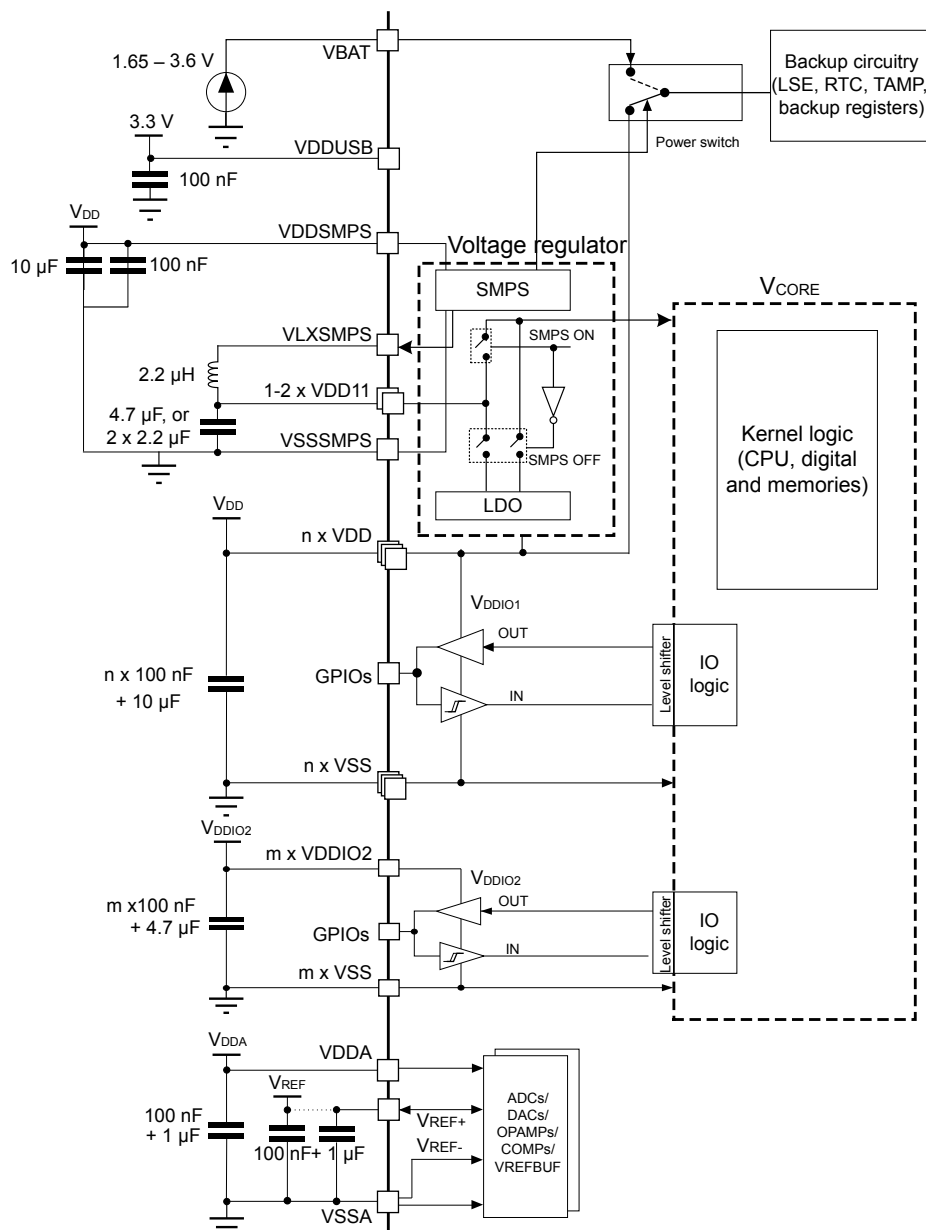 VBAT
1.65 – 3.6 V
Backup circuitry
(LSE, RTC, TAMP,
backup registers)
Power switch
3.3 V
VDDUSB
100 nF
VDD
VDDSMPS
10 µF
100 nF
Voltage regulator
SMPS
VCORE
VLXSMPS
SMPS ON
2.2 µH
1-2 x VDD11
4.7 µF, or
2 x 2.2 µF
VSSSMPS
SMPS OFF
LDO
Kernel logic
(CPU, digital
and memories)
VDD
n x VDD
VDDIO1
OUT
GPIOs
IN
Level shifter
IO
logic
n x 100 nF
+ 10 µF
n x VSS
VDDIO2
m x VDDIO2
VDDIO2
OUT
m x100 nF
+ 4.7 µF
GPIOs
IN
Level shifter
IO
logic
m x VSS
VDDA
VDDA
VREF
100 nF
+ 1 µF
100 nF
+ 1 µF
VREF+
VREF-
ADCs/
DACs/
OPAMPs/
COMPs/
VREFBUF
VSSA